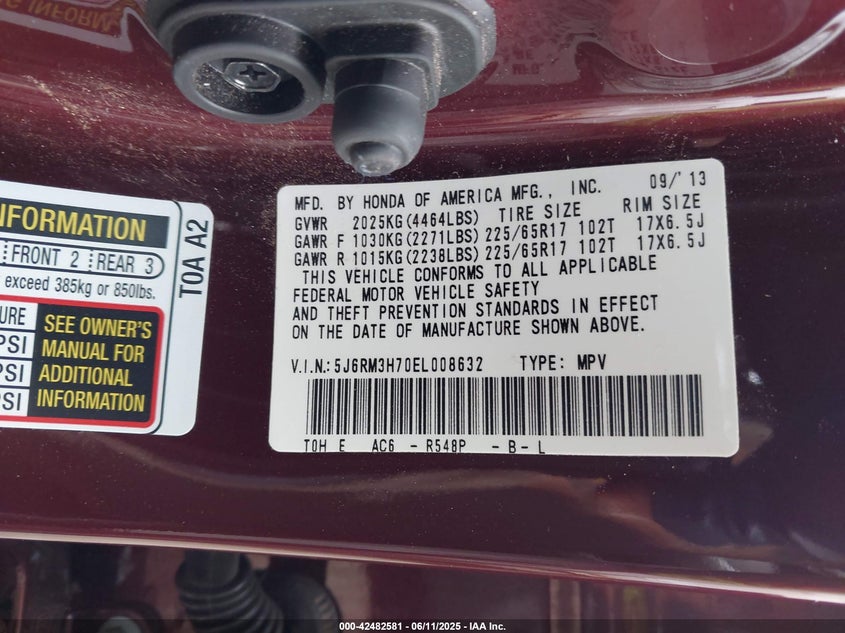 INFORMATION
FRONT 2 REAR 3
exceed 385kg or 850lbs.
URE
PSI
PSI
PSI
SEE OWNER'S
MANUAL FOR
ADDITIONAL
INFORMATION
T0A A2
MFD. BY HONDA OF AMERICA MFG., INC. 09/'13
GVWR 2025KG(4464LBS) TIRE SIZE RIM SIZE
GAWR F 1030KG(2271LBS) 225/65R17 102T 17X6.5J
GAWR R 1015KG(2238LBS) 225/65R17 102T 17X6.5J
THIS VEHICLE CONFORMS TO ALL APPLICABLE
FEDERAL MOTOR VEHICLE SAFETY
AND THEFT PREVENTION STANDARDS IN EFFECT
ON THE DATE OF MANUFACTURE SHOWN ABOVE.
V.I.N.:5J6RM3H70EL008632 TYPE: MPV
T0H E AC6 - R548P - B - L
000-42482581 - 06/11/2025 - IAA Inc.